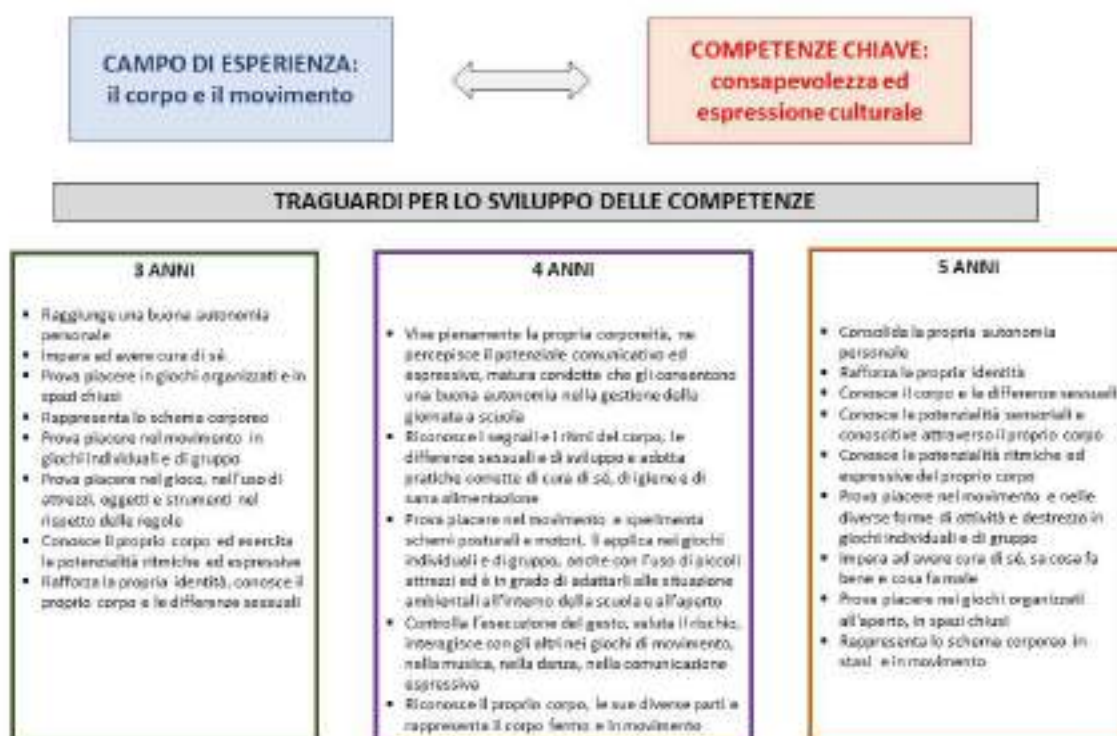 CAMPO DI ESPERIENZA:
il corpo e il movimento
COMPETENZE CHIAVE:
consapevolezza ed
espressione culturale
TRAGUARDI PER LO SVILUPPO DELLE COMPETENZE
3 ANNI
• Raggiunge una buona autonomia
personale
• Impara ad avere cura di sé
• Prova piacere in giochi organizzati e in
spazi chiusi
• Rappresenta lo schema corporeo
• Prova piacere nel movimento in
giochi individuali e di gruppo
• Prova piacere nel gioco, nell'uso di
attrezzi, oggetti e strumenti nel
rispetto delle regole
• Conosce il proprio corpo ed esercita
le potenzialità ritmiche ed espressive
• Rafforza la propria identità, conosce il
proprio corpo e le differenze sessuali
4 ANNI
• Vive pienamente la propria corporeità, ne
percepisce il potenziale comunicativo ed
espressivo, matura condotte che gli consentono
una buona autonomia nella gestione della
giornata a scuola
• Riconosce i segnali e i ritmi del corpo, le
differenze sessuali e di sviluppo e adotta
pratiche corrette di cura di sé, di igiene e di
sana alimentazione
• Prova piacere nel movimento e sperimenta
schemi posturali e motori, li applica nei giochi
individuali e di gruppo, anche con l'uso di piccoli
attrezzi ed è in grado di adattarli alle situazione
ambientali all'interno della scuola e all'aperto
• Controlla l'esecuzione del gesto, valuta il rischio,
interagisce con gli altri nei giochi di movimento,
nella musica, nella danza, nella comunicazione
espressiva
• Riconosce il proprio corpo, le sue diverse parti e
rappresenta il corpo fermo e in movimento
5 ANNI
• Consolida la propria autonomia
personale
• Rafforza la propria identità
• Conosce il corpo e le differenze sessuali
• Conosce le potenzialità sensoriali e
conoscitive attraverso il proprio corpo
• Conosce le potenzialità ritmiche ed
espressive del proprio corpo
• Prova piacere nel movimento e nelle
diverse forme di attività e destrezza in
giochi individuali e di gruppo
• Impara ad avere cura di sé, sa cosa fa
bene e cosa fa male
• Prova piacere nei giochi organizzati
all'aperto, in spazi chiusi
• Rappresenta lo schema corporeo in
stasi e in movimento